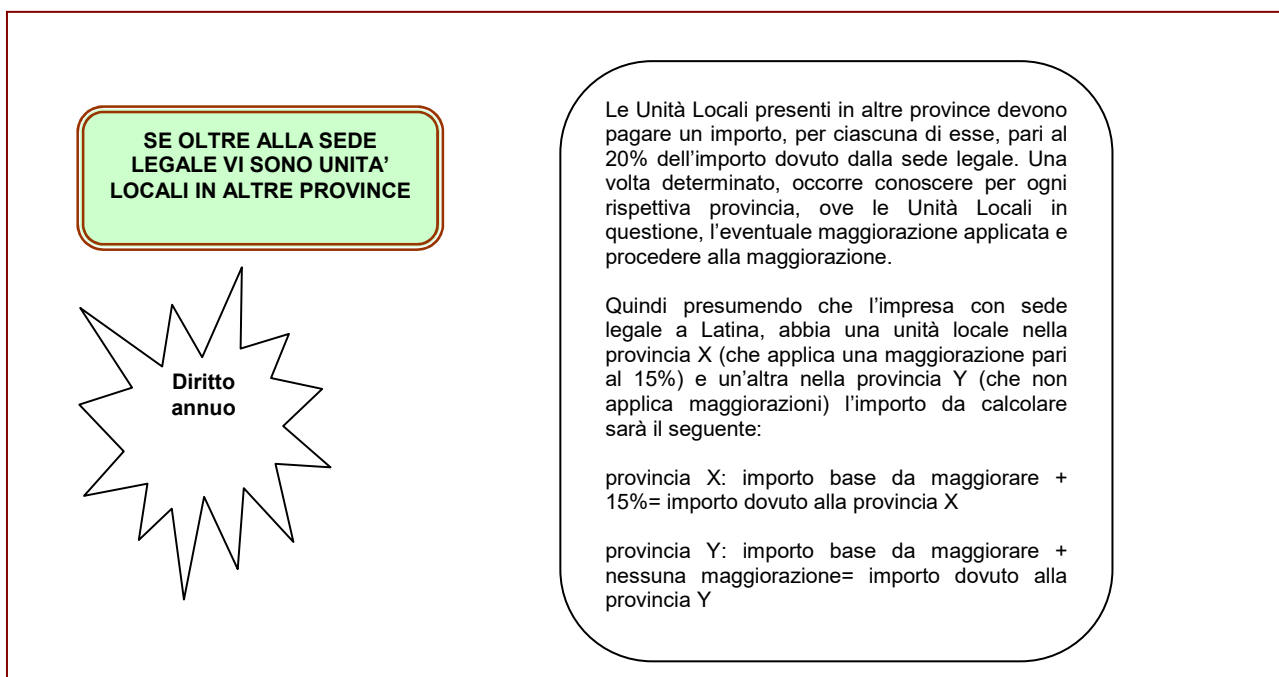 SE OLTRE ALLA SEDE
LEGALE VI SONO UNITA’
LOCALI IN ALTRE PROVINCE
Diritto
annuo
Le Unità Locali presenti in altre province devono
pagare un importo, per ciascuna di esse, pari al
20% dell’importo dovuto dalla sede legale. Una
volta determinato, occorre conoscere per ogni
rispettiva provincia, ove le Unità Locali in
questione, l’eventuale maggiorazione applicata e
procedere alla maggiorazione.
Quindi presumendo che l’impresa con sede
legale a Latina, abbia una unità locale nella
provincia X (che applica una maggiorazione pari
al 15%) e un’altra nella provincia Y (che non
applica maggiorazioni) l’importo da calcolare
sarà il seguente:
provincia X: importo base da maggiorare +
15%= importo dovuto alla provincia X
provincia Y: importo base da maggiorare +
nessuna maggiorazione= importo dovuto alla
provincia Y